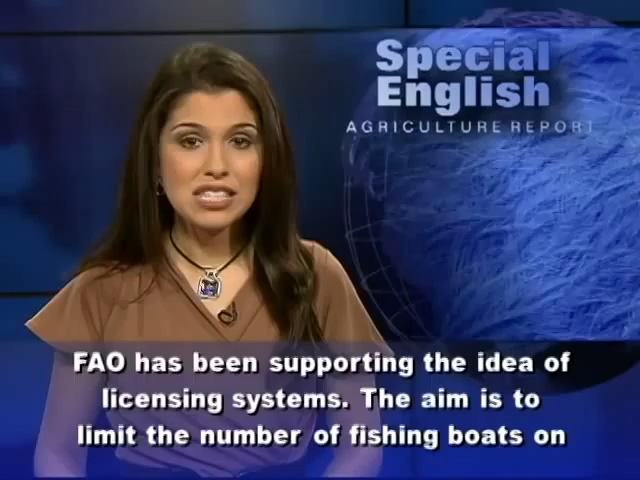 Special
English
AGRICULTURE REPORT
FAO has been supporting the idea of
licensing systems. The aim is to
limit the number of fishing boats on